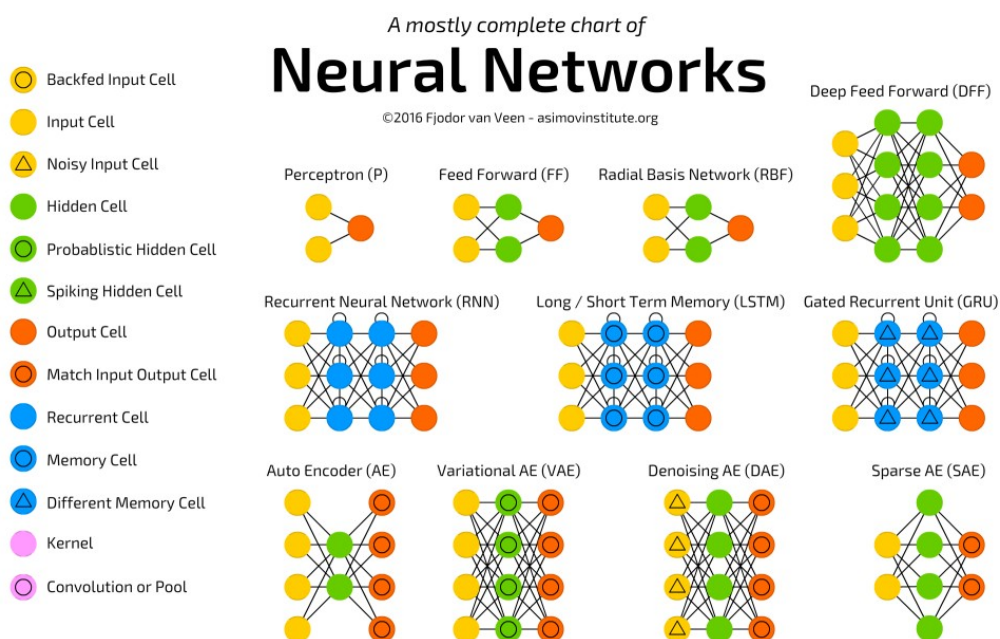 A mostly complete chart of
Neural Networks
©2016 Fjodor van Veen - asimovinstitute.org
Backfed Input Cell
Input Cell
Noisy Input Cell
Hidden Cell
Probablistic Hidden Cell
Spiking Hidden Cell
Output Cell
Match Input Output Cell
Recurrent Cell
Memory Cell
Different Memory Cell
Kernel
Convolution or Pool
Perceptron (P)
Feed Forward (FF)
Radial Basis Network (RBF)
Deep Feed Forward (DFF)
Recurrent Neural Network (RNN)
Long / Short Term Memory (LSTM)
Gated Recurrent Unit (GRU)
Auto Encoder (AE)
Variational AE (VAE)
Denoising AE (DAE)
Sparse AE (SAE)